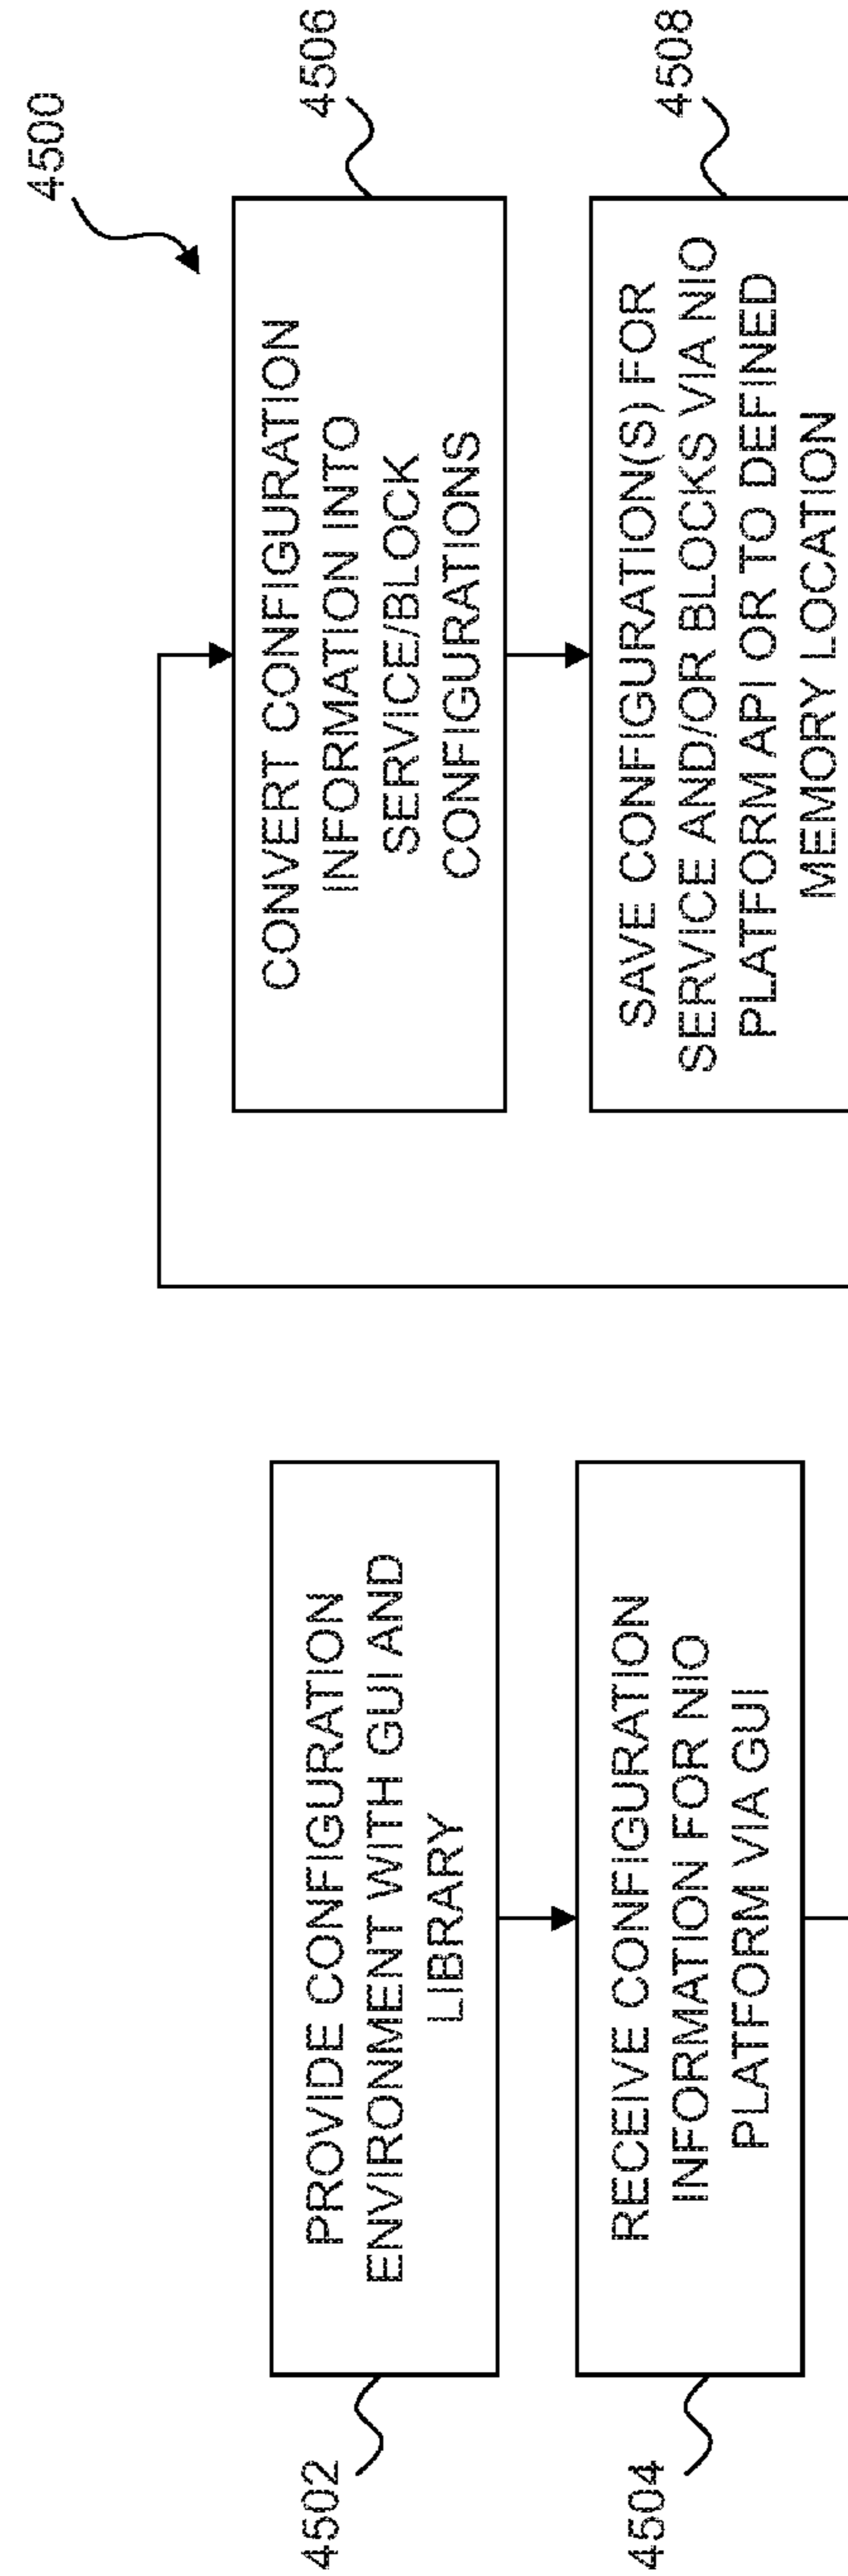 4500
4502
PROVIDE CONFIGURATION
ENVIRONMENT WITH GUI AND
LIBRARY
4504
RECEIVE CONFIGURATION
INFORMATION FOR NIO
PLATFORM VIA GUI
4506
CONVERT CONFIGURATION
INFORMATION INTO
SERVICE/BLOCK
CONFIGURATIONS
4508
SAVE CONFIGURATION(S) FOR
SERVICE AND/OR BLOCKS VIA NIO
PLATFORM API OR TO DEFINED
MEMORY LOCATION